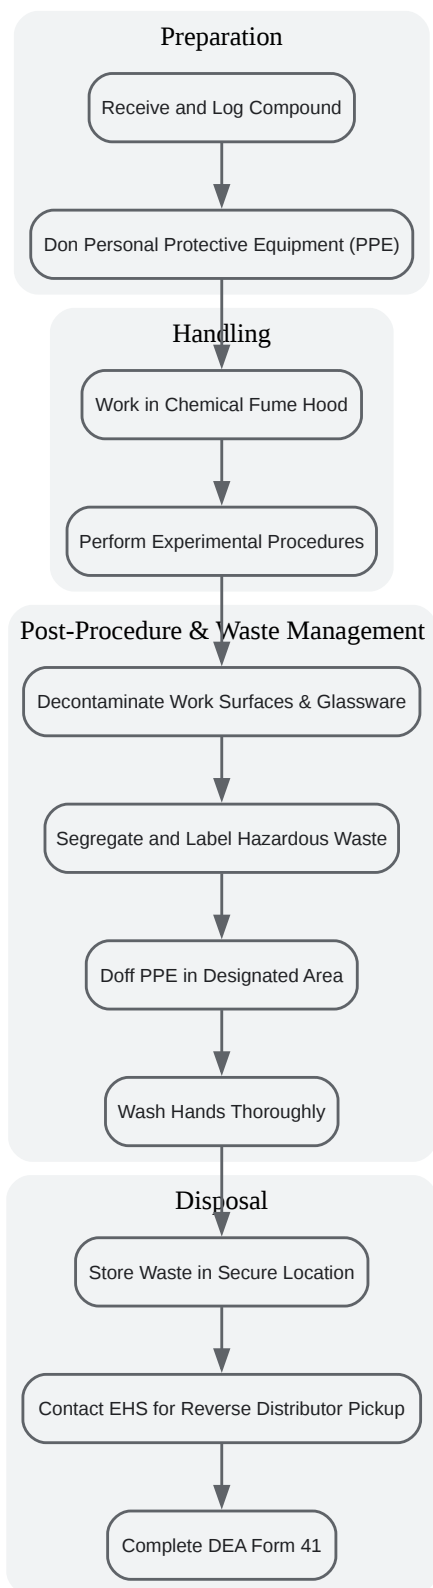 Preparation
Receive and Log Compound
Don Personal Protective Equipment (PPE)
Handling
Work in Chemical Fume Hood
Perform Experimental Procedures
Post-Procedure & Waste Management
Decontaminate Work Surfaces & Glassware
Segregate and Label Hazardous Waste
Doff PPE in Designated Area
Wash Hands Thoroughly
Disposal
Store Waste in Secure Location
Contact EHS for Reverse Distributor Pickup
Complete DEA Form 41